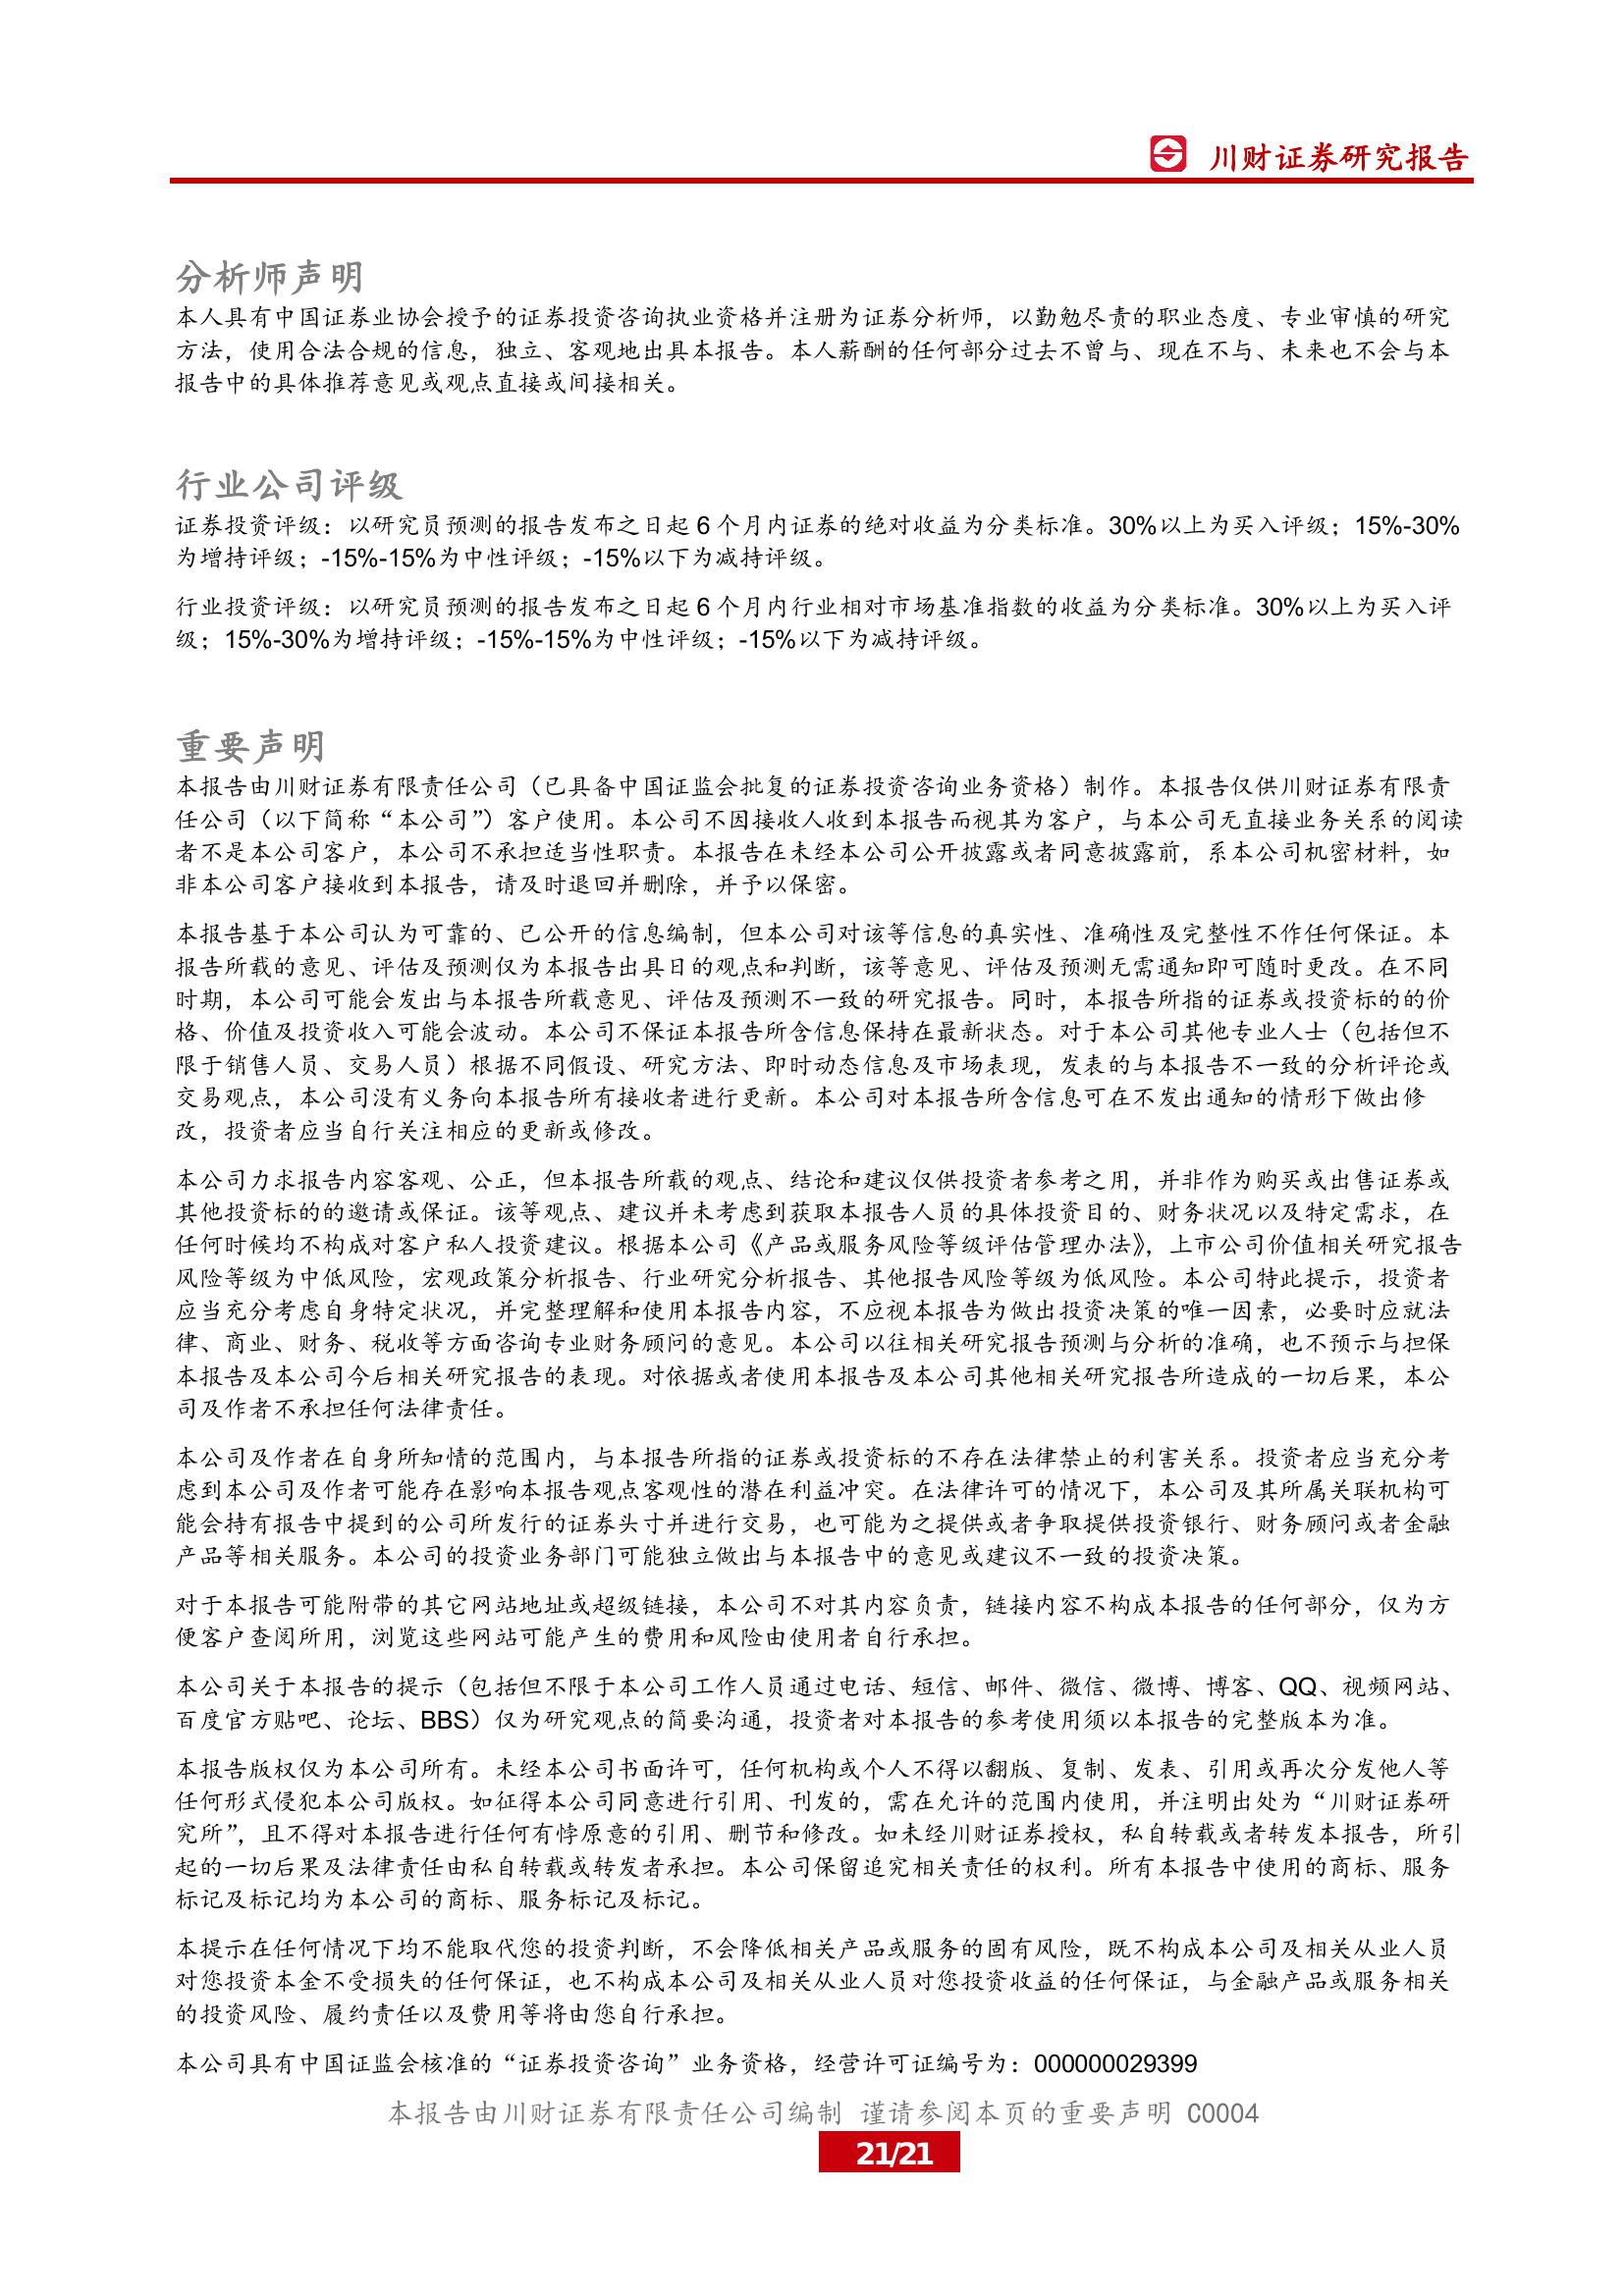 川财证券研究报告
分析师声明
本人具有中国证券业协会授予的证券投资咨询执业资格并注册为证券分析师，以勤勉尽责的职业态度、专业审慎的研究
方法，使用合法合规的信息，独立、客观地出具本报告。本人薪酬的任何部分过去不曾与、现在不与、未来也不会与本
报告中的具体推荐意见或观点直接或间接相关。
行业公司评级
证券投资评级：以研究员预测的报告发布之日起 6 个月内证券的绝对收益为分类标准。30%以上为买入评级；15%-30%
为增持评级；-15%-15%为中性评级；-15%以下为减持评级。
行业投资评级：以研究员预测的报告发布之日起 6 个月内行业相对市场基准指数的收益为分类标准。30%以上为买入评
级；15%-30%为增持评级；-15%-15%为中性评级；-15%以下为减持评级。
重要声明
本报告由川财证券有限责任公司（已具备中国证监会批复的证券投资咨询业务资格）制作。本报告仅供川财证券有限责
任公司（以下简称“本公司”）客户使用。本公司不因接收人收到本报告而视其为客户，与本公司无直接业务关系的阅读
者不是本公司客户，本公司不承担适当性职责。本报告在未经本公司公开披露或者同意披露前，系本公司机密材料，如
非本公司客户接收到本报告，请及时退回并删除，并予以保密。
本报告基于本公司认为可靠的、已公开的信息编制，但本公司对该等信息的真实性、准确性及完整性不作任何保证。本
报告所载的意见、评估及预测仅为本报告出具日的观点和判断，该等意见、评估及预测无需通知即可随时更改。在不同
时期，本公司可能会发出与本报告所载意见、评估及预测不一致的研究报告。同时，本报告所指的证券或投资标的的价
格、价值及投资收入可能会波动。本公司不保证本报告所含信息保持在最新状态。对于本公司其他专业人士（包括但不
限于销售人员、交易人员）根据不同假设、研究方法、即时动态信息及市场表现，发表的与本报告不一致的分析评论或
交易观点，本公司没有义务向本报告所有接收者进行更新。本公司对本报告所含信息可在不发出通知的情形下做出修
改，投资者应当自行关注相应的更新或修改。
本公司力求报告内容客观、公正，但本报告所载的观点、结论和建议仅供投资者参考之用，并非作为购买或出售证券或
其他投资标的的邀请或保证。该等观点、建议并未考虑到获取本报告人员的具体投资目的、财务状况以及特定需求，在
任何时候均不构成对客户私人投资建议。根据本公司《产品或服务风险等级评估管理办法》，上市公司价值相关研究报告
风险等级为中低风险，宏观政策分析报告、行业研究分析报告、其他报告风险等级为低风险。本公司特此提示，投资者
应当充分考虑自身特定状况，并完整理解和使用本报告内容，不应视本报告为做出投资决策的唯一因素，必要时应就法
律、商业、财务、税收等方面咨询专业财务顾问的意见。本公司以往相关研究报告预测与分析的准确，也不预示与担保
本报告及本公司今后相关研究报告的表现。对依据或者使用本报告及本公司其他相关研究报告所造成的一切后果，本公
司及作者不承担任何法律责任。
本公司及作者在自身所知情的范围内，与本报告所指的证券或投资标的不存在法律禁止的利害关系。投资者应当充分考
虑到本公司及作者可能存在影响本报告观点客观性的潜在利益冲突。在法律许可的情况下，本公司及其所属关联机构可
能会持有报告中提到的公司所发行的证券头寸并进行交易，也可能为之提供或者争取提供投资银行、财务顾问或者金融
产品等相关服务。本公司的投资业务部门可能独立做出与本报告中的意见或建议不一致的投资决策。
对于本报告可能附带的其它网站地址或超级链接，本公司不对其内容负责，链接内容不构成本报告的任何部分，仅为方
便客户查阅所用，浏览这些网站可能产生的费用和风险由使用者自行承担。
本公司关于本报告的提示（包括但不限于本公司工作人员通过电话、短信、邮件、微信、微博、博客、QQ、视频网站、
百度官方贴吧、论坛、BBS）仅为研究观点的简要沟通，投资者对本报告的参考使用须以本报告的完整版本为准。
本报告版权仅为本公司所有。未经本公司书面许可，任何机构或个人不得以翻版、复制、发表、引用或再次分发他人等
任何形式侵犯本公司版权。如征得本公司同意进行引用、刊发的，需在允许的范围内使用，并注明出处为“川财证券研
究所”，且不得对本报告进行任何有悖原意的引用、删节和修改。如未经川财证券授权，私自转载或者转发本报告，所引
起的一切后果及法律责任由私自转载或转发者承担。本公司保留追究相关责任的权利。所有本报告中使用的商标、服务
标记及标记均为本公司的商标、服务标记及标记。
本提示在任何情况下均不能取代您的投资判断，不会降低相关产品或服务的固有风险，既不构成本公司及相关从业人员
对您投资本金不受损失的任何保证，也不构成本公司及相关从业人员对您投资收益的任何保证，与金融产品或服务相关
的投资风险、履约责任以及费用等将由您自行承担。
本公司具有中国证监会核准的“证券投资咨询”业务资格，经营许可证编号为：000000029399
本报告由川财证券有限责任公司编制 谨请参阅本页的重要声明 C0004
21/21